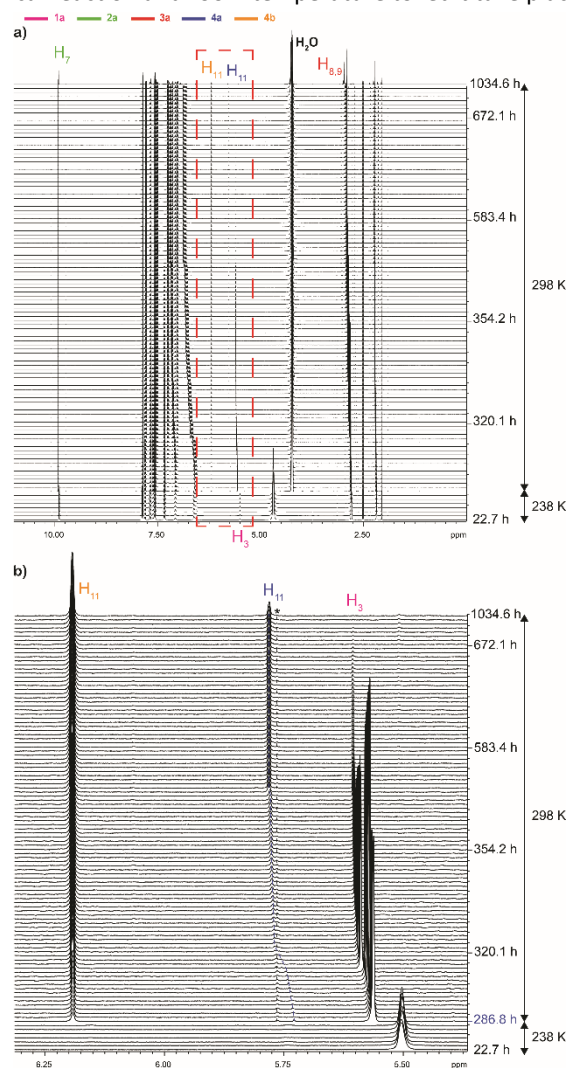 1a 2a 3a 4a 4b
a)
H7
H11
H11
H2O
H8,9
1034.6 h
672.1 h
583.4 h
354.2 h
320.1 h
22.7 h
298 K
238 K
10.00 7.50 5.00 2.50 ppm
H3
b)
H11
H11
*
H3
1034.6 h
672.1 h
583.4 h
354.2 h
320.1 h
286.8 h
22.7 h
298 K
238 K
6.25 6.00 5.75 5.50 ppm